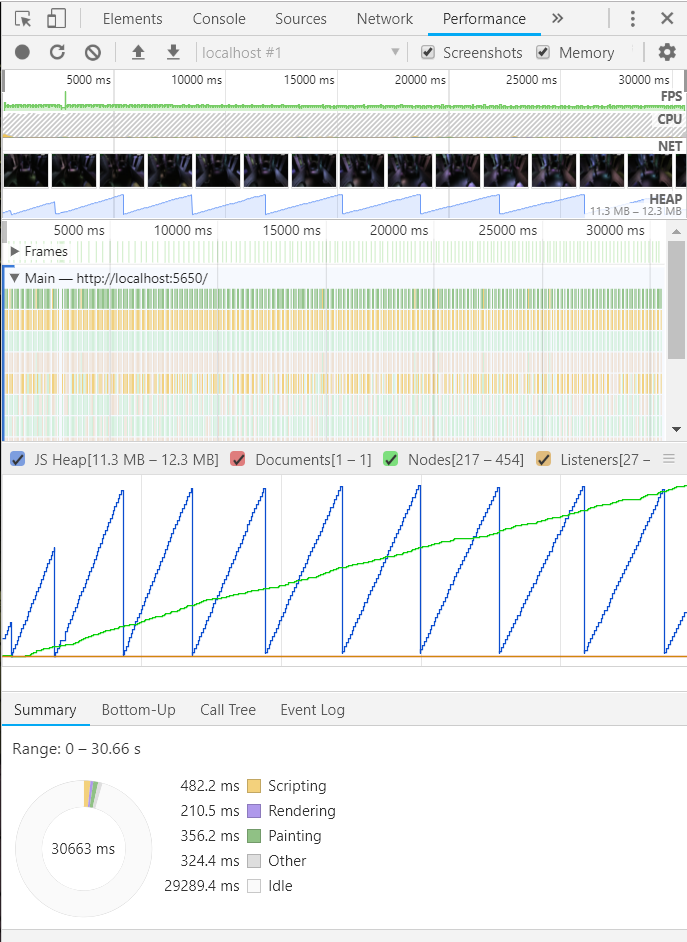 Elements Console Sources Network Performance »
localhost #1 Screenshots Memory
5000 ms 10000 ms 15000 ms 20000 ms 25000 ms 30000 ms
FPS
CPU
NET
HEAP
11.3 MB – 12.3 MB
5000 ms 10000 ms 15000 ms 20000 ms 25000 ms 30000 ms
Frames
Main — http://localhost:5650/
JS Heap[11.3 MB – 12.3 MB] Documents[1 – 1] Nodes[217 – 454] Listeners[27 –
Summary Bottom-Up Call Tree Event Log
Range: 0 – 30.66 s
482.2 ms Scripting
210.5 ms Rendering
356.2 ms Painting
30663 ms
324.4 ms Other
29289.4 ms Idle